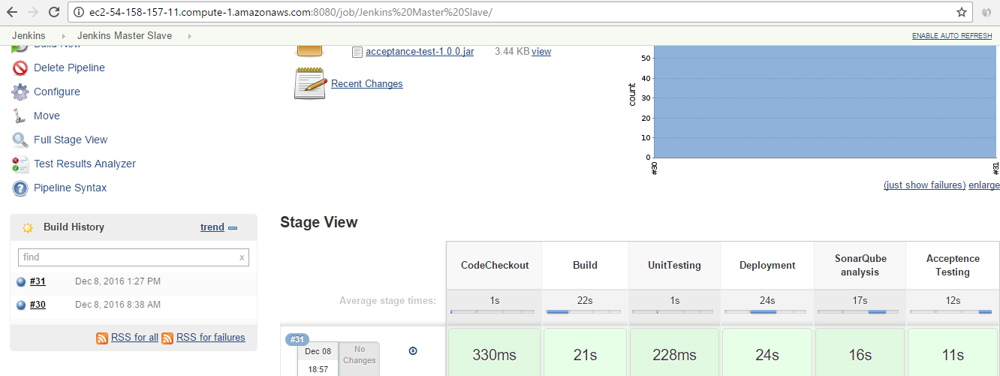 ec2-54-158-157-11.compute-1.amazonaws.com:8080/job/Jenkins%20Master%20Slave/
Jenkins Jenkins Master Slave ENABLE AUTO REFRESH
Build Now
Delete Pipeline
Configure
Move
Full Stage View
Test Results Analyzer
Pipeline Syntax
acceptance-test-1.0.0.jar 3.44 KB view
Recent Changes
count
50
40
30
20
10
0
#30 #31
(just show failures) enlarge
Build History trend
find x
#31 Dec 8, 2016 1:27 PM
#30 Dec 8, 2016 8:38 AM
RSS for all RSS for failures
Stage View
CodeCheckout Build UnitTesting Deployment SonarQube analysis Acceptence Testing
Average stage times: 1s 22s 1s 24s 17s 12s
#31
Dec 08
18:57
No
Changes
330ms 21s 228ms 24s 16s 11s